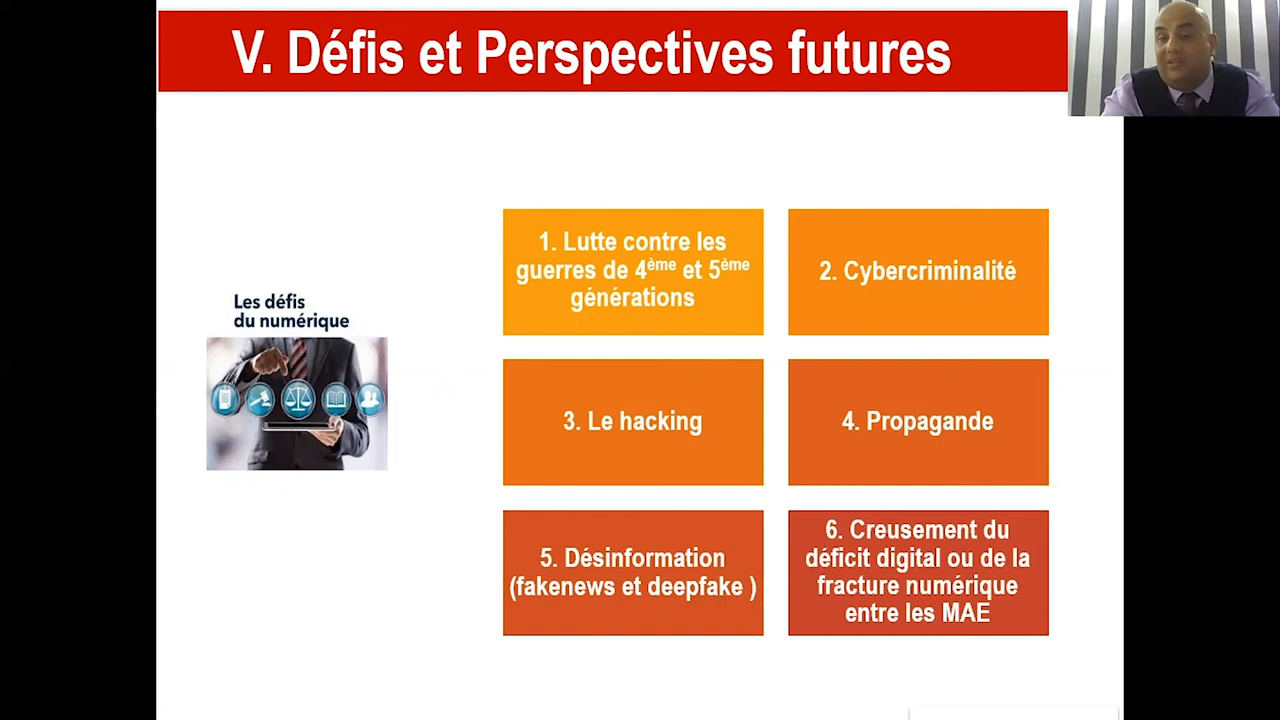 V. Défis et Perspectives futures
Les défis
du numérique
1. Lutte contre les
guerres de 4ème et 5ème
générations
2. Cybercriminalité
3. Le hacking
4. Propagande
5. Désinformation
(fakenews et deepfake )
6. Creusement du
déficit digital ou de la
fracture numérique
entre les MAE